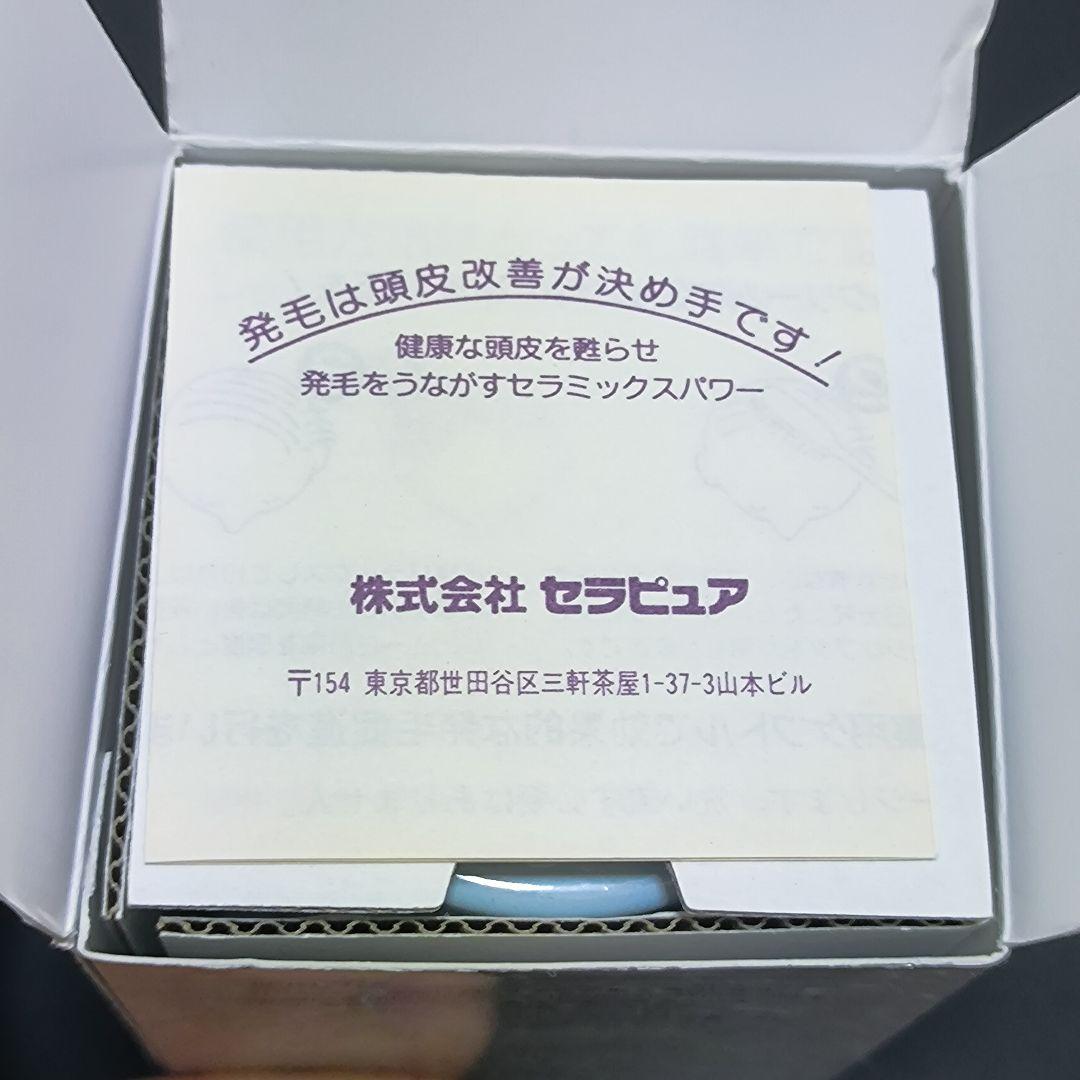 発毛は頭皮改善が決め手です！
健康な頭皮を甦らせ
発毛をうながすセラミックスパワー
株式会社 セラピュア
〒154 東京都世田谷区三軒茶屋1-37-3山本ビル